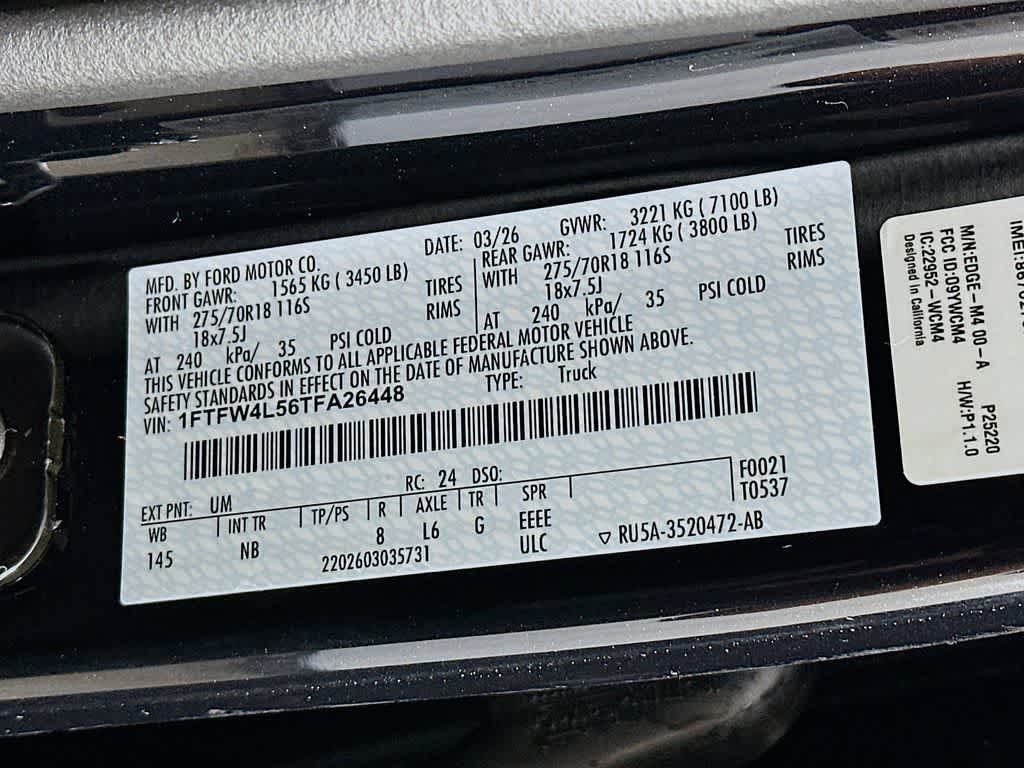 MFD. BY FORD MOTOR CO.
DATE: 03/26 GVWR: 3221 KG ( 7100 LB)
FRONT GAWR: 1565 KG ( 3450 LB)
REAR GAWR: 1724 KG ( 3800 LB)
WITH 275/70R18 116S TIRES
WITH 275/70R18 116S TIRES
18x7.5J RIMS
18x7.5J RIMS
AT 240 kPa/ 35 PSI COLD
AT 240 kPa/ 35 PSI COLD
THIS VEHICLE CONFORMS TO ALL APPLICABLE FEDERAL MOTOR VEHICLE
SAFETY STANDARDS IN EFFECT ON THE DATE OF MANUFACTURE SHOWN ABOVE.
VIN: 1FTFW4L56TFA26448 TYPE: Truck
EXT PNT: UM RC: 24 DSO:
WB INT TR TP/PS R AXLE TR SPR F0021
145 NB 8 L6 G EEEE T0537
2202603035731 ULC ▽ RU5A-3520472-AB
M/N:EDGE-M4 00-A P25220
FCC ID:O9YWCM4 H/W:P1.1.0
IC:22952-WCM4
Designed in California